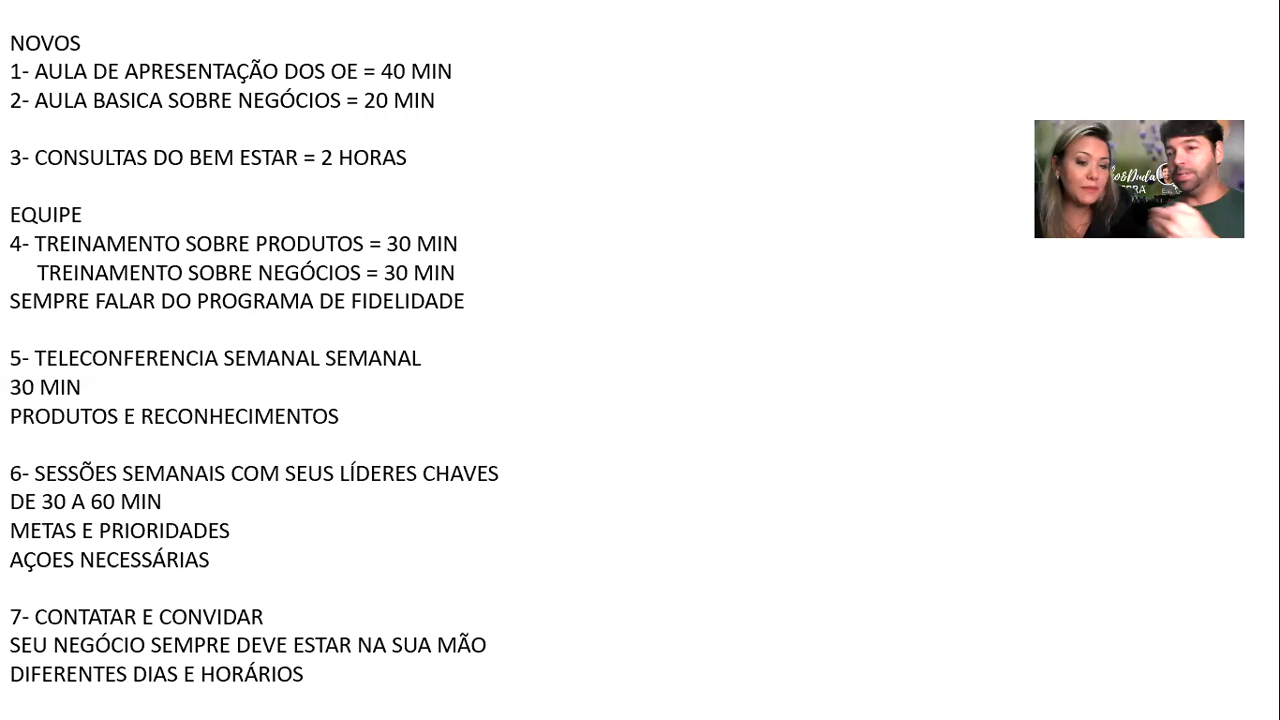 NOVOS
1- AULA DE APRESENTAÇÃO DOS OE = 40 MIN
2- AULA BASICA SOBRE NEGÓCIOS = 20 MIN
3- CONSULTAS DO BEM ESTAR = 2 HORAS
EQUIPE
4- TREINAMENTO SOBRE PRODUTOS = 30 MIN
TREINAMENTO SOBRE NEGÓCIOS = 30 MIN
SEMPRE FALAR DO PROGRAMA DE FIDELIDADE
5- TELECONFERENCIA SEMANAL SEMANAL
30 MIN
PRODUTOS E RECONHECIMENTOS
6- SESSÕES SEMANAIS COM SEUS LÍDERES CHAVES
DE 30 A 60 MIN
METAS E PRIORIDADES
AÇOES NECESSÁRIAS
7- CONTATAR E CONVIDAR
SEU NEGÓCIO SEMPRE DEVE ESTAR NA SUA MÃO
DIFERENTES DIAS E HORÁRIOS